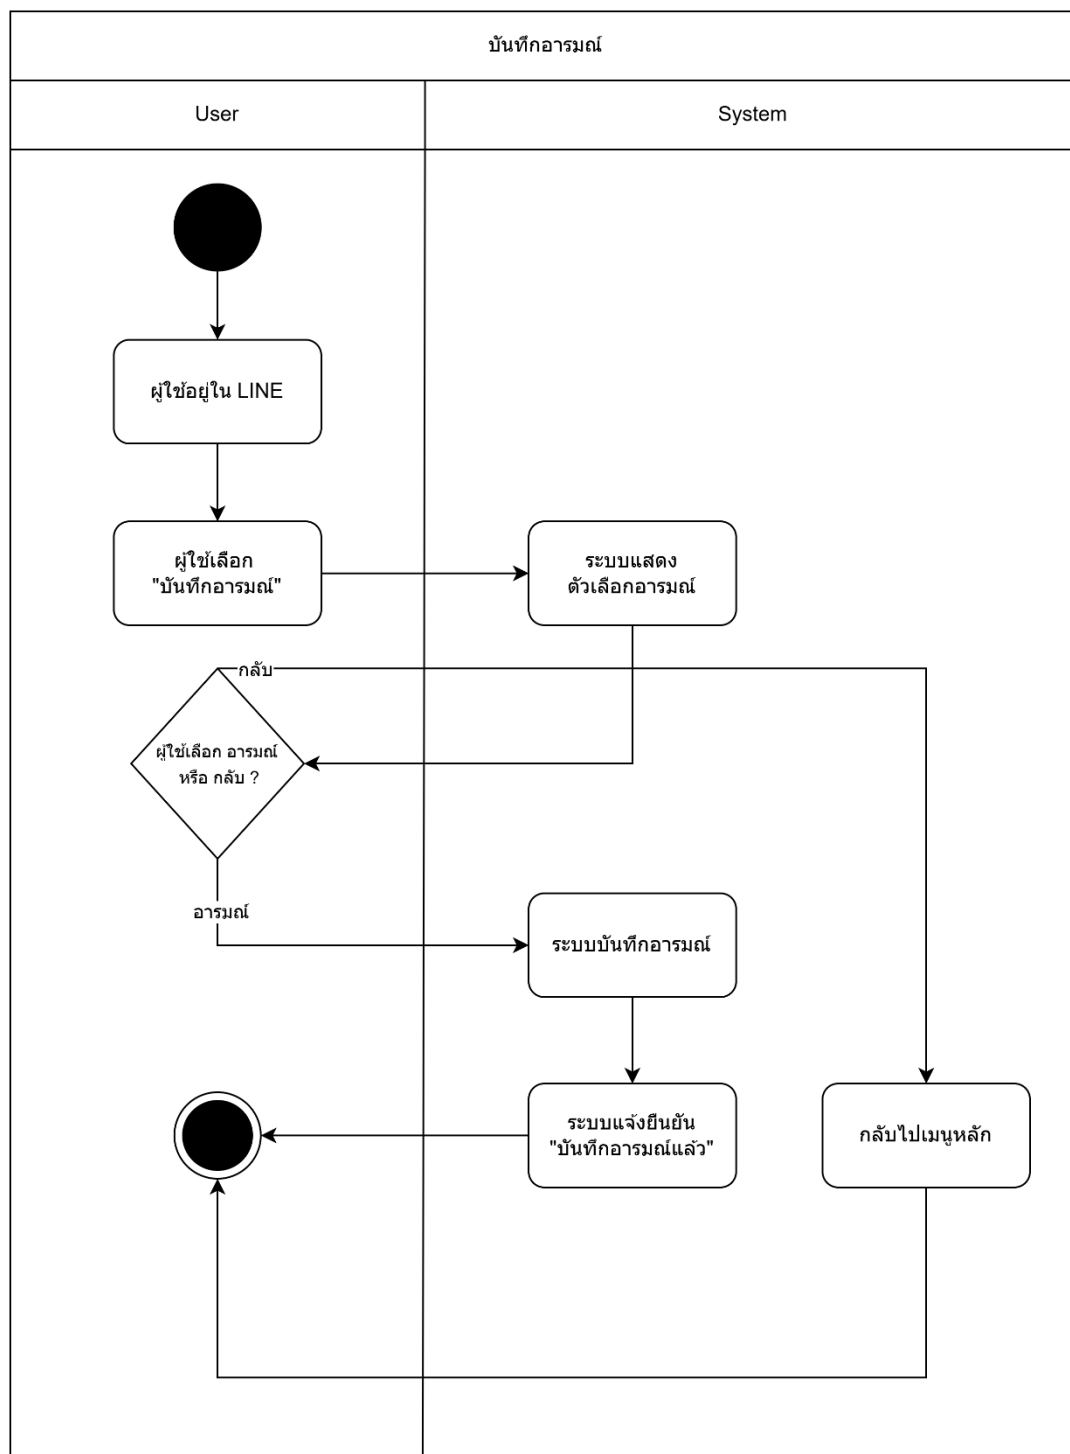 บันทึกอารมณ์
User
System
ผู้ใช้อยู่ใน LINE
ผู้ใช้เลือก
"บันทึกอารมณ์"
ระบบแสดง
ตัวเลือกอารมณ์
กลับ
ผู้ใช้เลือก อารมณ์
หรือ กลับ ?
อารมณ์
ระบบบันทึกอารมณ์
ระบบแจ้งยืนยัน
"บันทึกอารมณ์แล้ว"
กลับไปเมนูหลัก